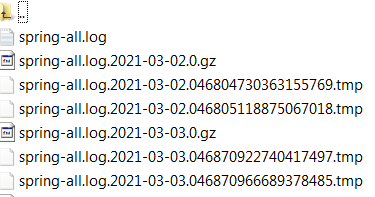 ..
spring-all.log
spring-all.log.2021-03-02.0.gz
spring-all.log.2021-03-02.046804730363155769.tmp
spring-all.log.2021-03-02.046805118875067018.tmp
spring-all.log.2021-03-03.0.gz
spring-all.log.2021-03-03.046870922740417497.tmp
spring-all.log.2021-03-03.046870966689378485.tmp